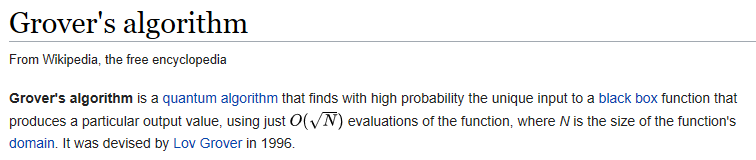 Grover's algorithm
From Wikipedia, the free encyclopedia
Grover's algorithm is a quantum algorithm that finds with high probability the unique input to a black box function that
produces a particular output value, using just O(√N) evaluations of the function, where N is the size of the function's
domain. It was devised by Lov Grover in 1996.